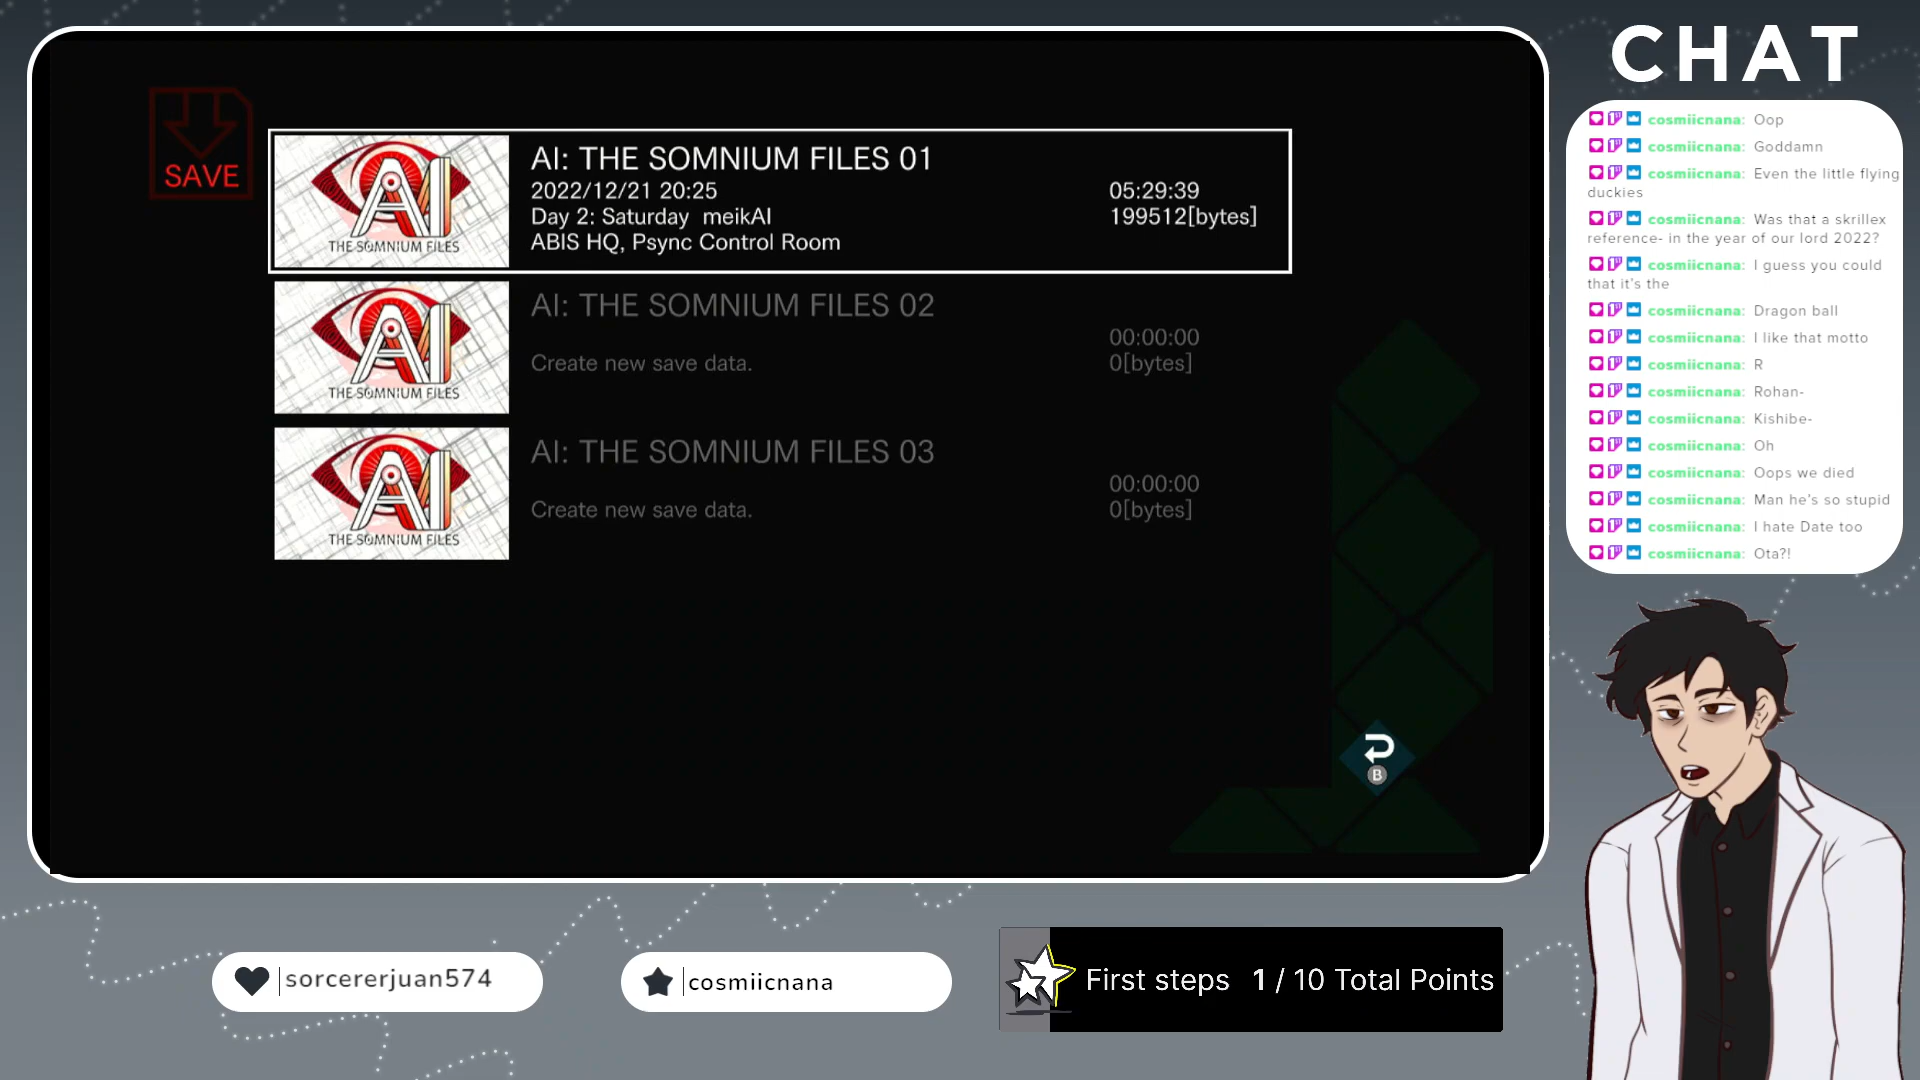 SAVE
AI
THE SOMNIUM FILES
AI: THE SOMNIUM FILES 01
2022/12/21 20:25
05:29:39
Day 2: Saturday meikAI
199512[bytes]
ABIS HQ, Psync Control Room
AI
THE SOMNIUM FILES
AI: THE SOMNIUM FILES 02
00:00:00
Create new save data.
0[bytes]
AI
THE SOMNIUM FILES
AI: THE SOMNIUM FILES 03
00:00:00
Create new save data.
0[bytes]
B
CHAT
cosmiicnana: Oop
cosmiicnana: Goddamn
cosmiicnana: Even the little flying
duckies
cosmiicnana: Was that a skrillex
reference- in the year of our lord 2022?
cosmiicnana: I guess you could
that it's the
cosmiicnana: Dragon ball
cosmiicnana: I like that motto
cosmiicnana: R
cosmiicnana: Rohan-
cosmiicnana: Kishibe-
cosmiicnana: Oh
cosmiicnana: Oops we died
cosmiicnana: Man he's so stupid
cosmiicnana: I hate Date too
cosmiicnana: Ota?!
sorcererjuan574
cosmiicnana
First steps 1 / 10 Total Points